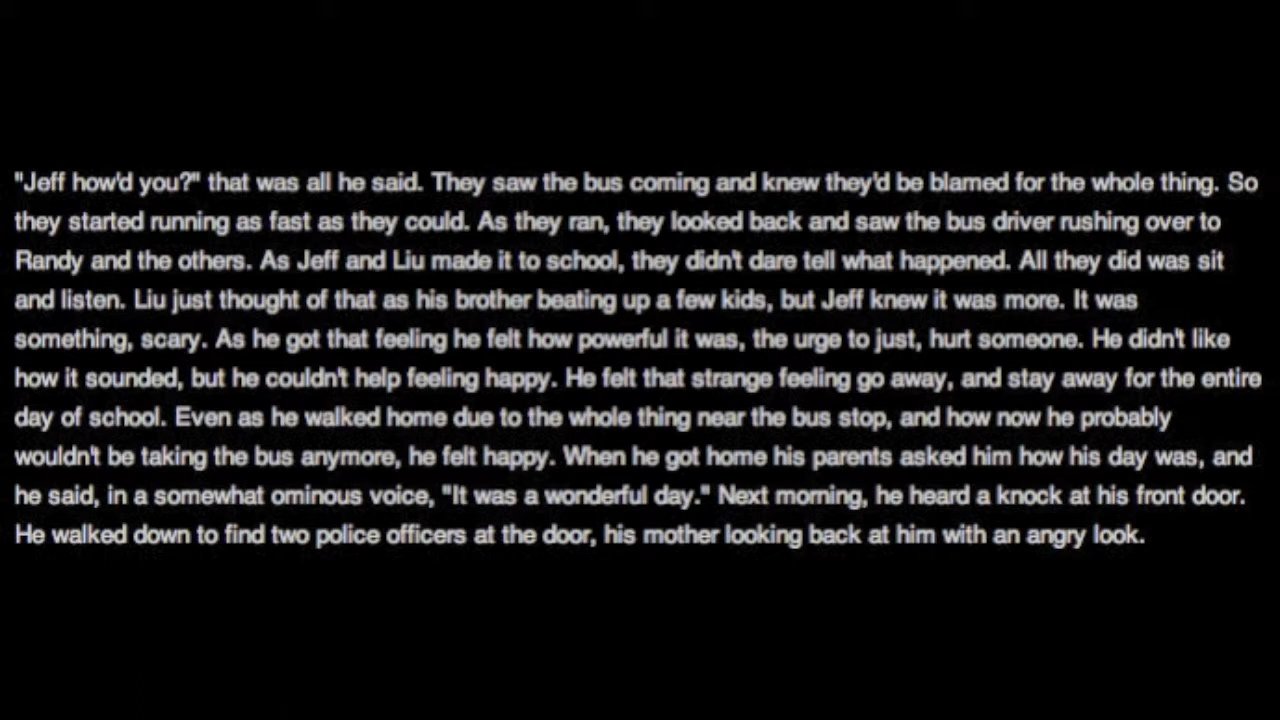 "Jeff how'd you?" that was all he said. They saw the bus coming and knew they'd be blamed for the whole thing. So
they started running as fast as they could. As they ran, they looked back and saw the bus driver rushing over to
Randy and the others. As Jeff and Liu made it to school, they didn't dare tell what happened. All they did was sit
and listen. Liu just thought of that as his brother beating up a few kids, but Jeff knew it was more. It was
something, scary. As he got that feeling he felt how powerful it was, the urge to just, hurt someone. He didn't like
how it sounded, but he couldn't help feeling happy. He felt that strange feeling go away, and stay away for the entire
day of school. Even as he walked home due to the whole thing near the bus stop, and how now he probably
wouldn't be taking the bus anymore, he felt happy. When he got home his parents asked him how his day was, and
he said, in a somewhat ominous voice, "It was a wonderful day." Next morning, he heard a knock at his front door.
He walked down to find two police officers at the door, his mother looking back at him with an angry look.